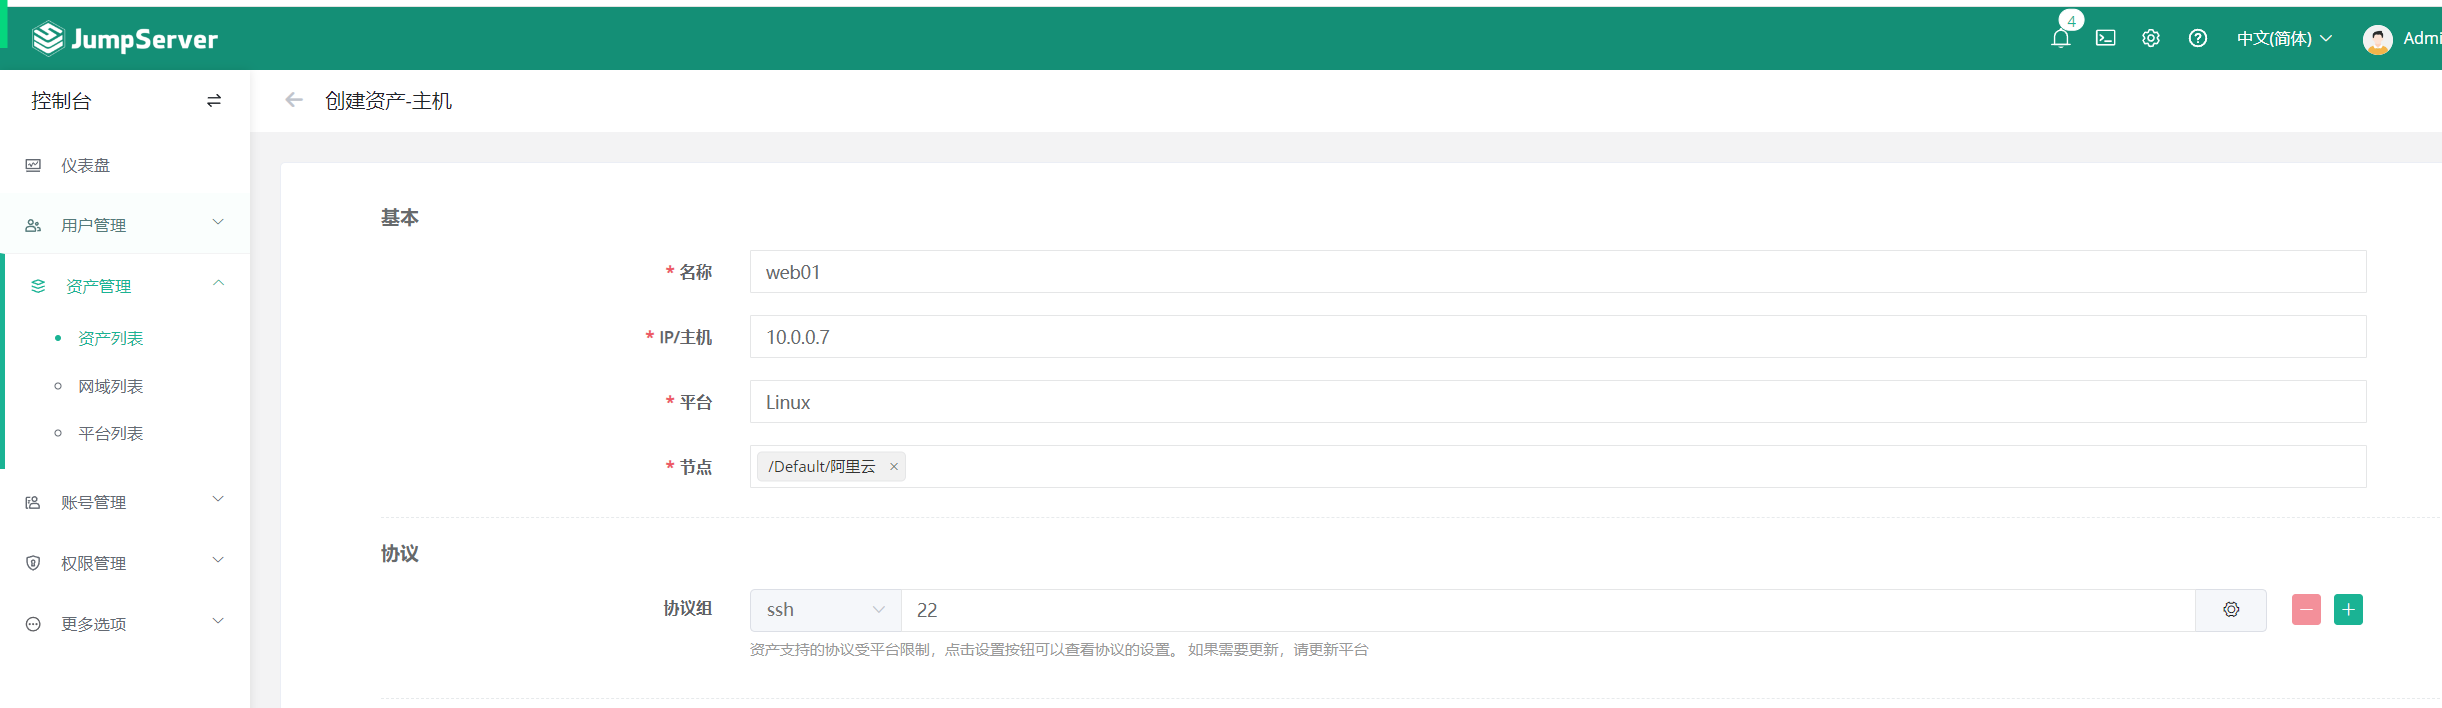 JumpServer
4
中文(简体)
Admi
控制台
创建资产-主机
仪表盘
用户管理
资产管理
资产列表
网域列表
平台列表
账号管理
权限管理
更多选项
基本
* 名称 web01
* IP/主机 10.0.0.7
* 平台 Linux
* 节点 /Default/阿里云 ×
协议
协议组 ssh 22
资产支持的协议受平台限制，点击设置按钮可以查看协议的设置。 如果需要更新，请更新平台